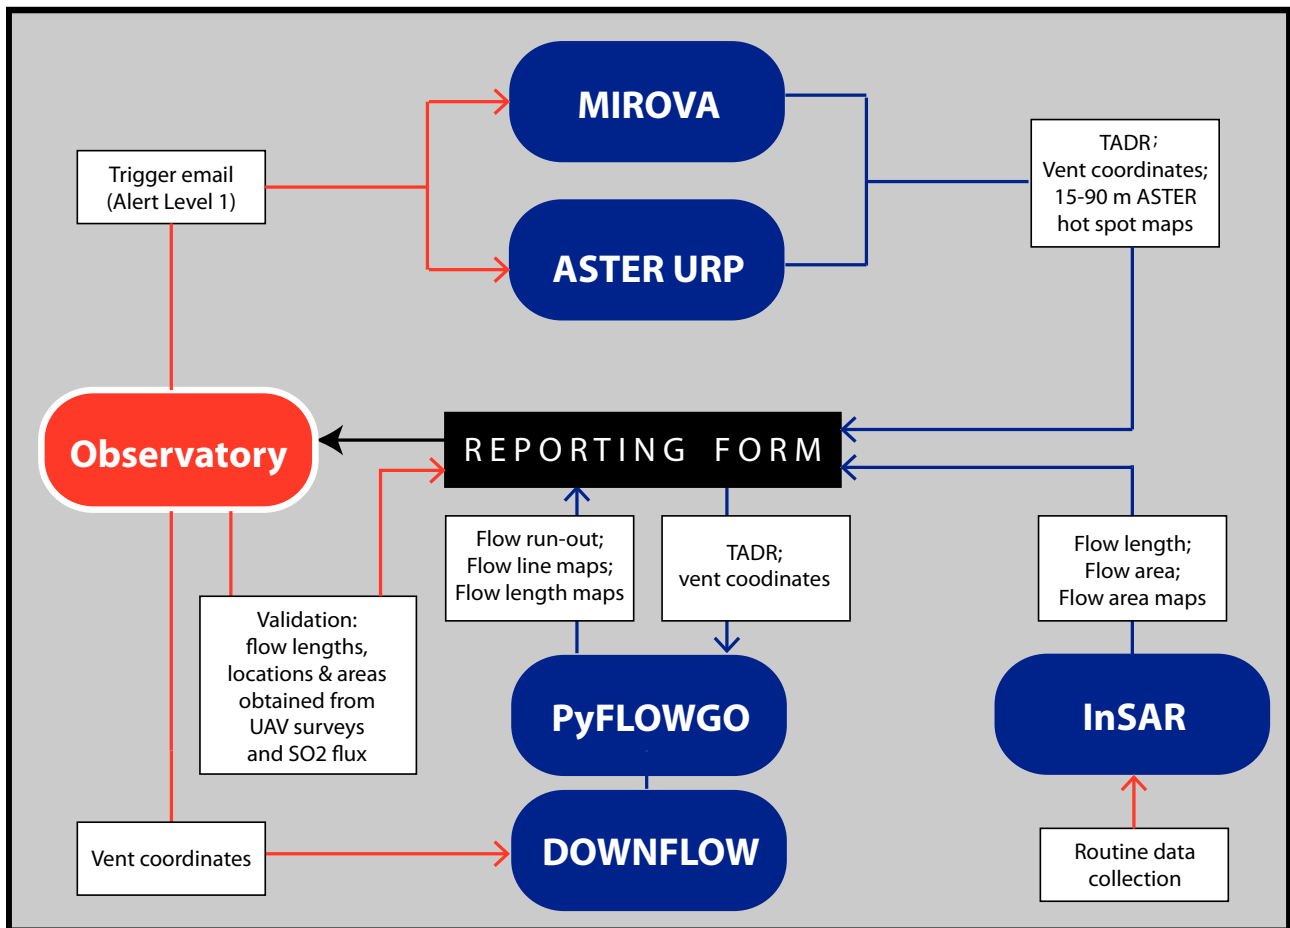 MIROVA
Trigger email
(Alert Level 1)
TADR;
Vent coordinates;
15-90 m ASTER
hot spot maps
ASTER URP
Observatory
REPORTING FORM
Flow run-out;
Flow line maps;
Flow length maps
TADR;
vent coodinates
Flow length;
Flow area;
Flow area maps
Validation:
flow lengths,
locations & areas
obtained from
UAV surveys
and SO2 flux
PyFLOWGO
InSAR
Vent coordinates
DOWNFLOW
Routine data
collection